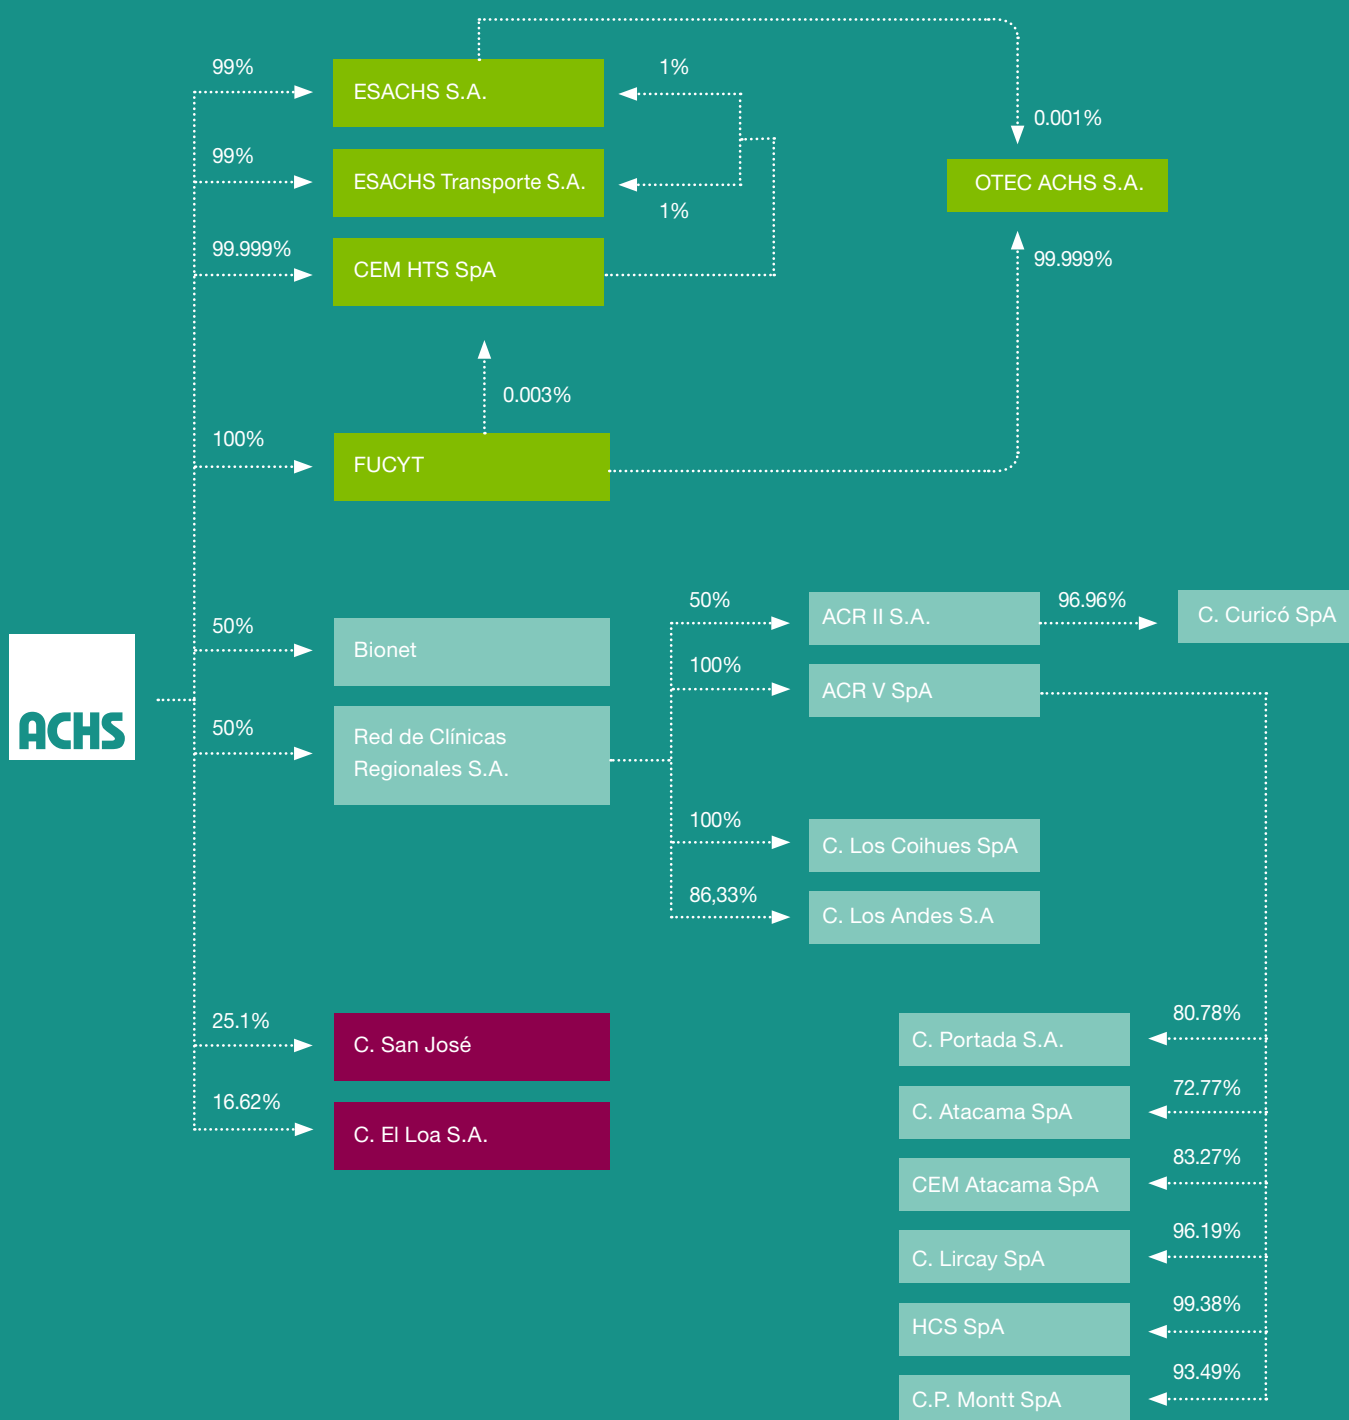 99%
ESACHS S.A.
1%
0.001%
99%
ESACHS Transporte S.A.
1%
OTEC ACHS S.A.
99.999%
CEM HTS SpA
99.999%
0.003%
100%
FUCYT
50%
Bionet
50%
ACR II S.A.
96.96%
C. Curicó SpA
100%
ACR V SpA
ACHS
50%
Red de Clínicas
Regionales S.A.
100%
C. Los Coihues SpA
86,33%
C. Los Andes S.A
25.1%
C. San José
16.62%
C. El Loa S.A.
C. Portada S.A.
80.78%
C. Atacama SpA
72.77%
CEM Atacama SpA
83.27%
C. Lircay SpA
96.19%
HCS SpA
99.38%
C.P. Montt SpA
93.49%